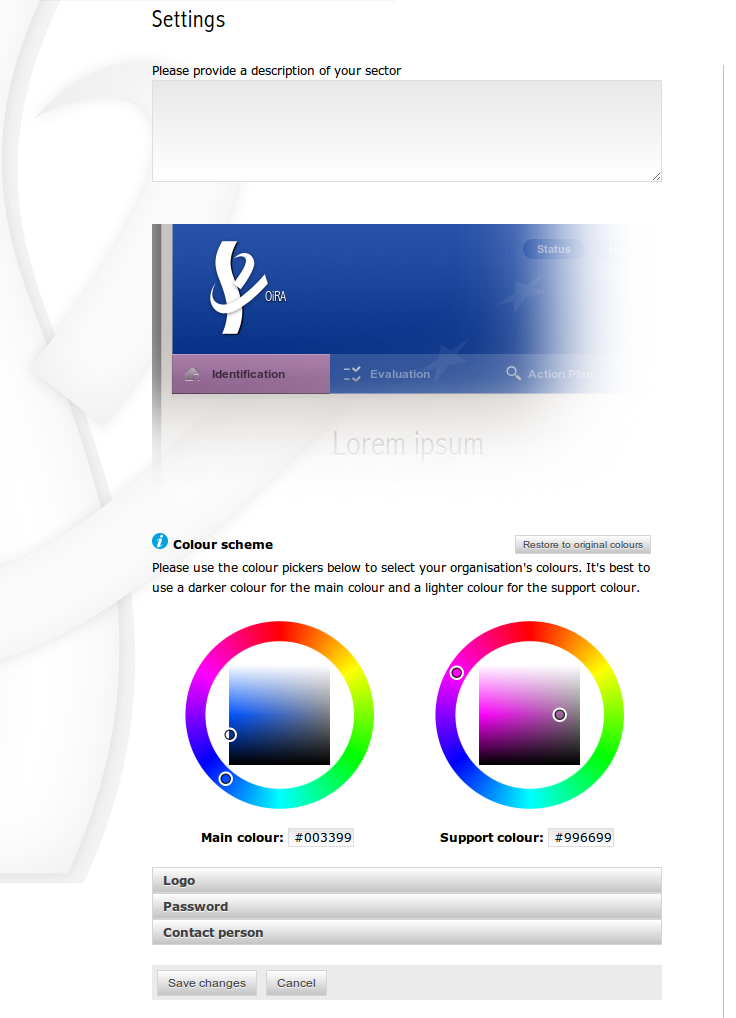 Settings
Please provide a description of your sector
Status
OiRA
Identification
Evaluation
Action Plan
Lorem ipsum
Colour scheme
Restore to original colours
Please use the colour pickers below to select your organisation's colours. It's best to
use a darker colour for the main colour and a lighter colour for the support colour.
Main colour: #003399
Support colour: #996699
Logo
Password
Contact person
Save changes
Cancel